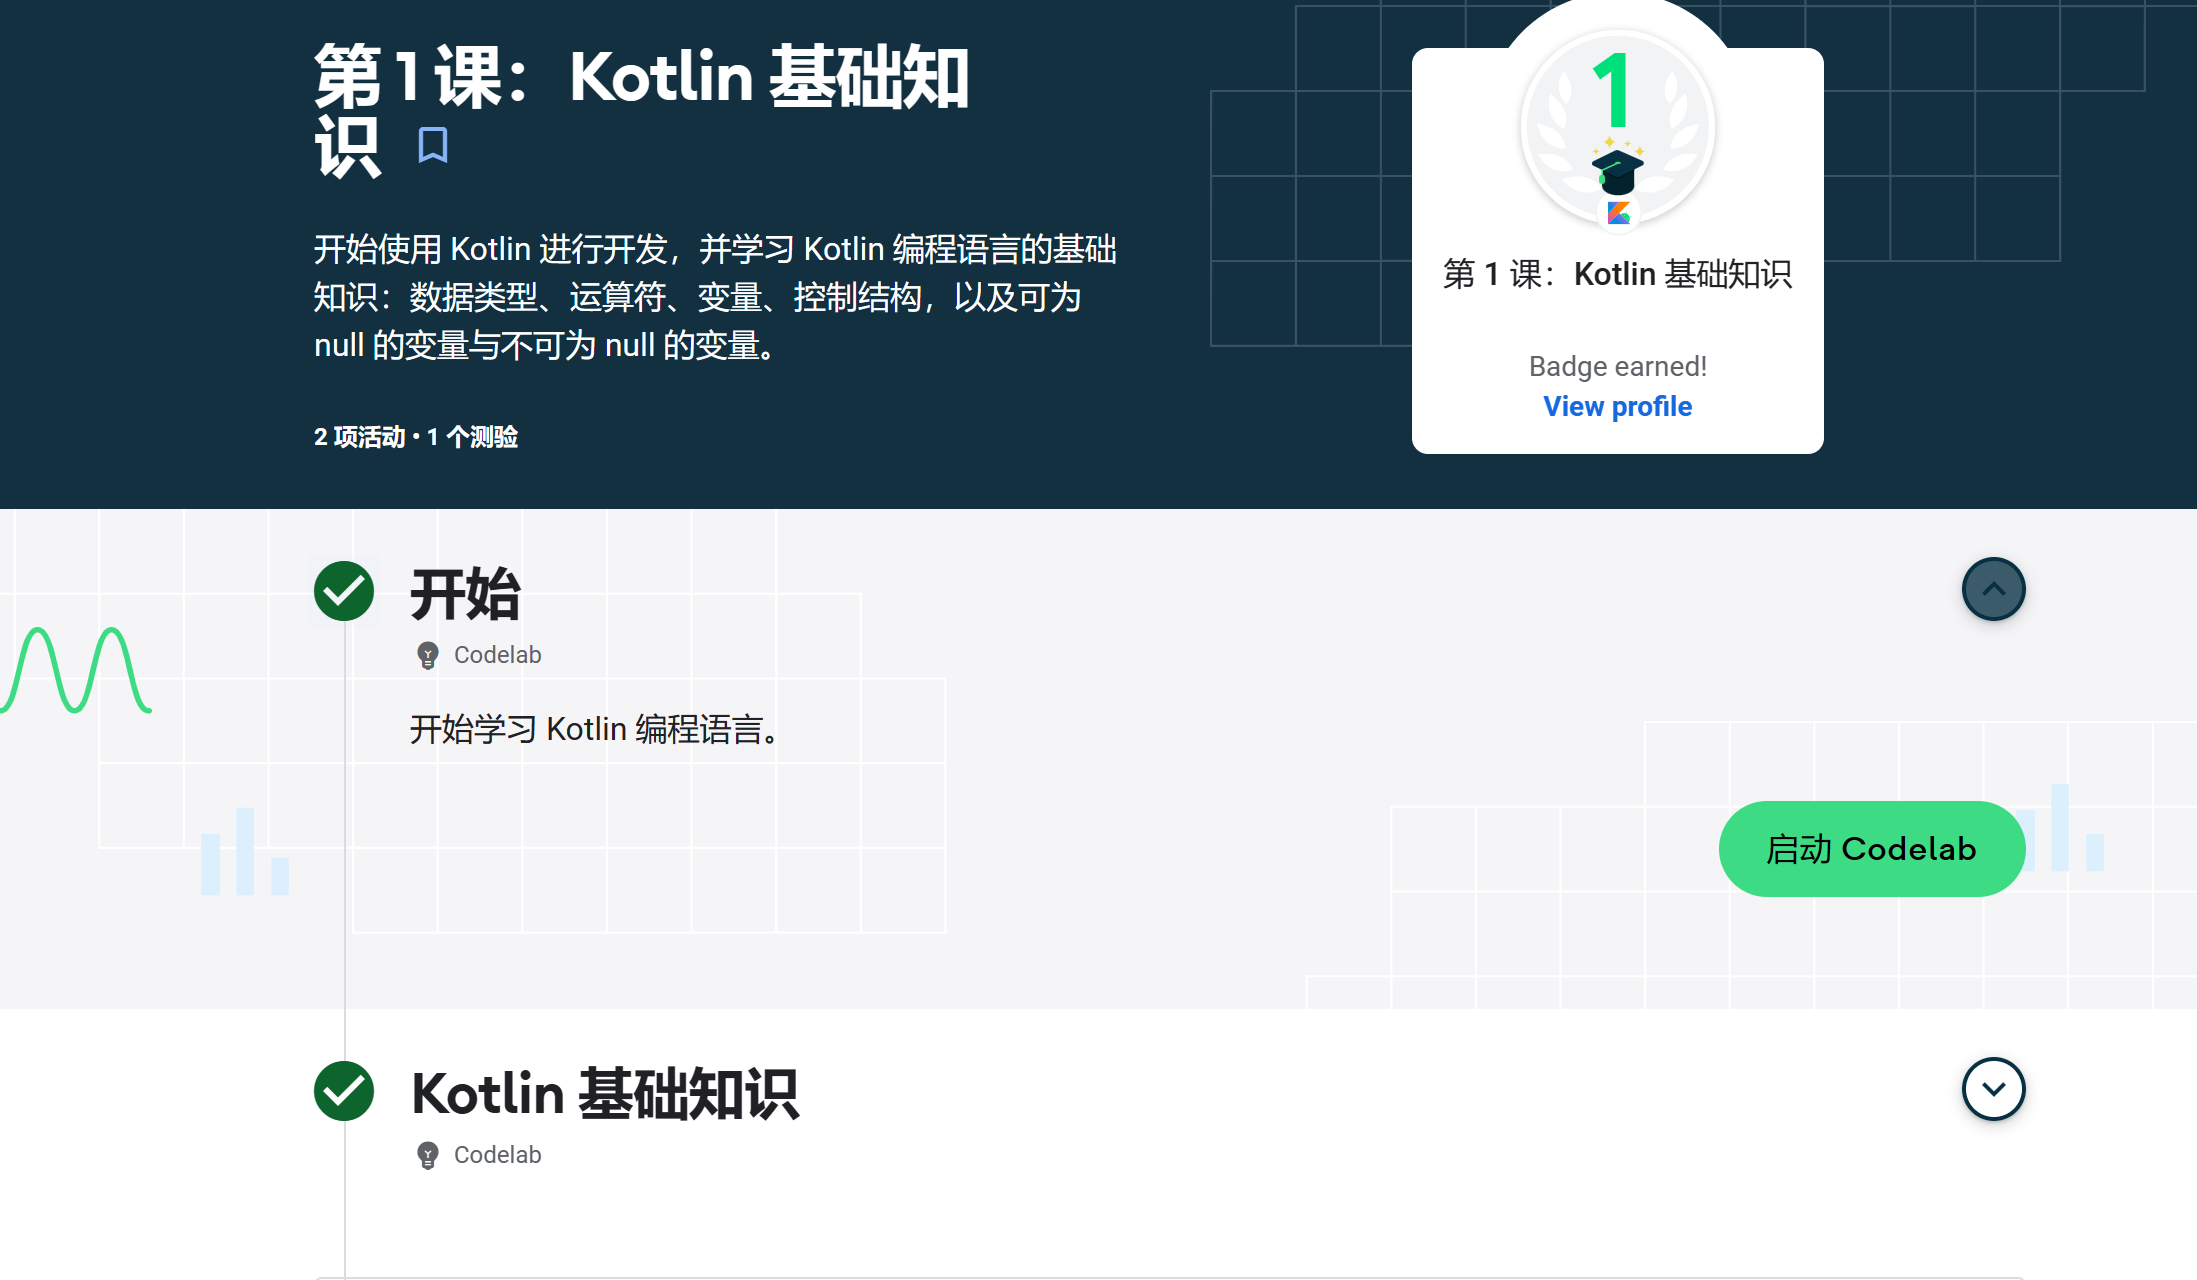 第 1 课：Kotlin 基础知
识
开始使用 Kotlin 进行开发，并学习 Kotlin 编程语言的基础
知识：数据类型、运算符、变量、控制结构，以及可为
null 的变量与不可为 null 的变量。
2 项活动 • 1 个测验
1
第 1 课：Kotlin 基础知识
Badge earned!
View profile
开始
Codelab
开始学习 Kotlin 编程语言。
启动 Codelab
Kotlin 基础知识
Codelab